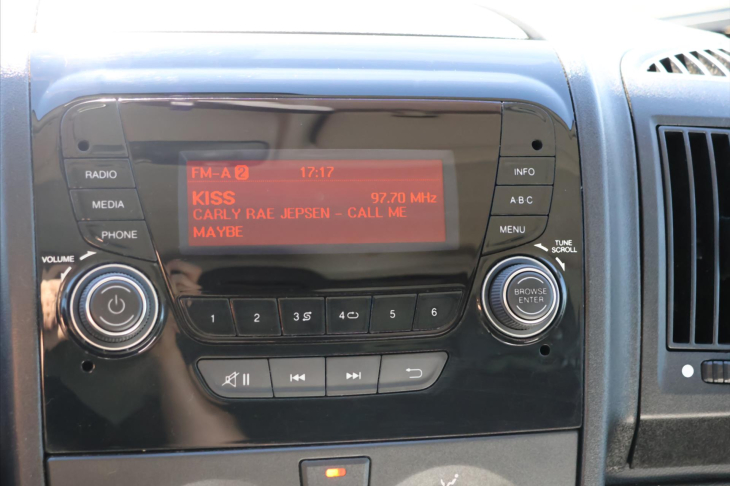 FM-A 2 17:17
KISS 97.70 MHz
CARLY RAE JEPSEN - CALL ME
MAYBE
RADIO
MEDIA
PHONE
INFO
ABC
MENU
VOLUME
TUNE
SCROLL
BROWSE
ENTER
1 2 3 4 5 6